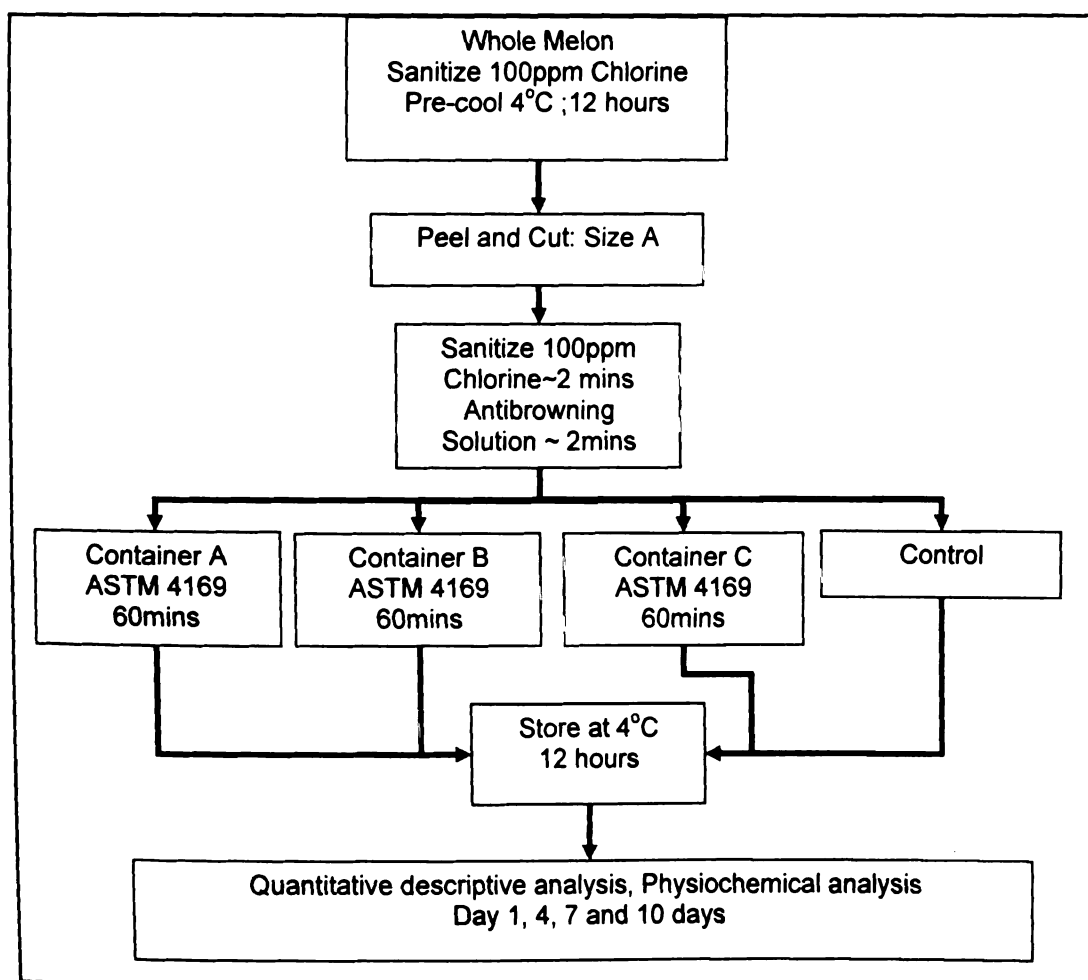 Whole Melon
Sanitize 100ppm Chlorine
Pre-cool 4°C ;12 hours
Peel and Cut: Size A
Sanitize 100ppm
Chlorine~2 mins
Antibrowning
Solution ~ 2mins
Container A
ASTM 4169
60mins
Container B
ASTM 4169
60mins
Container C
ASTM 4169
60mins
Control
Store at 4°C
12 hours
Quantitative descriptive analysis, Physiochemical analysis
Day 1, 4, 7 and 10 days